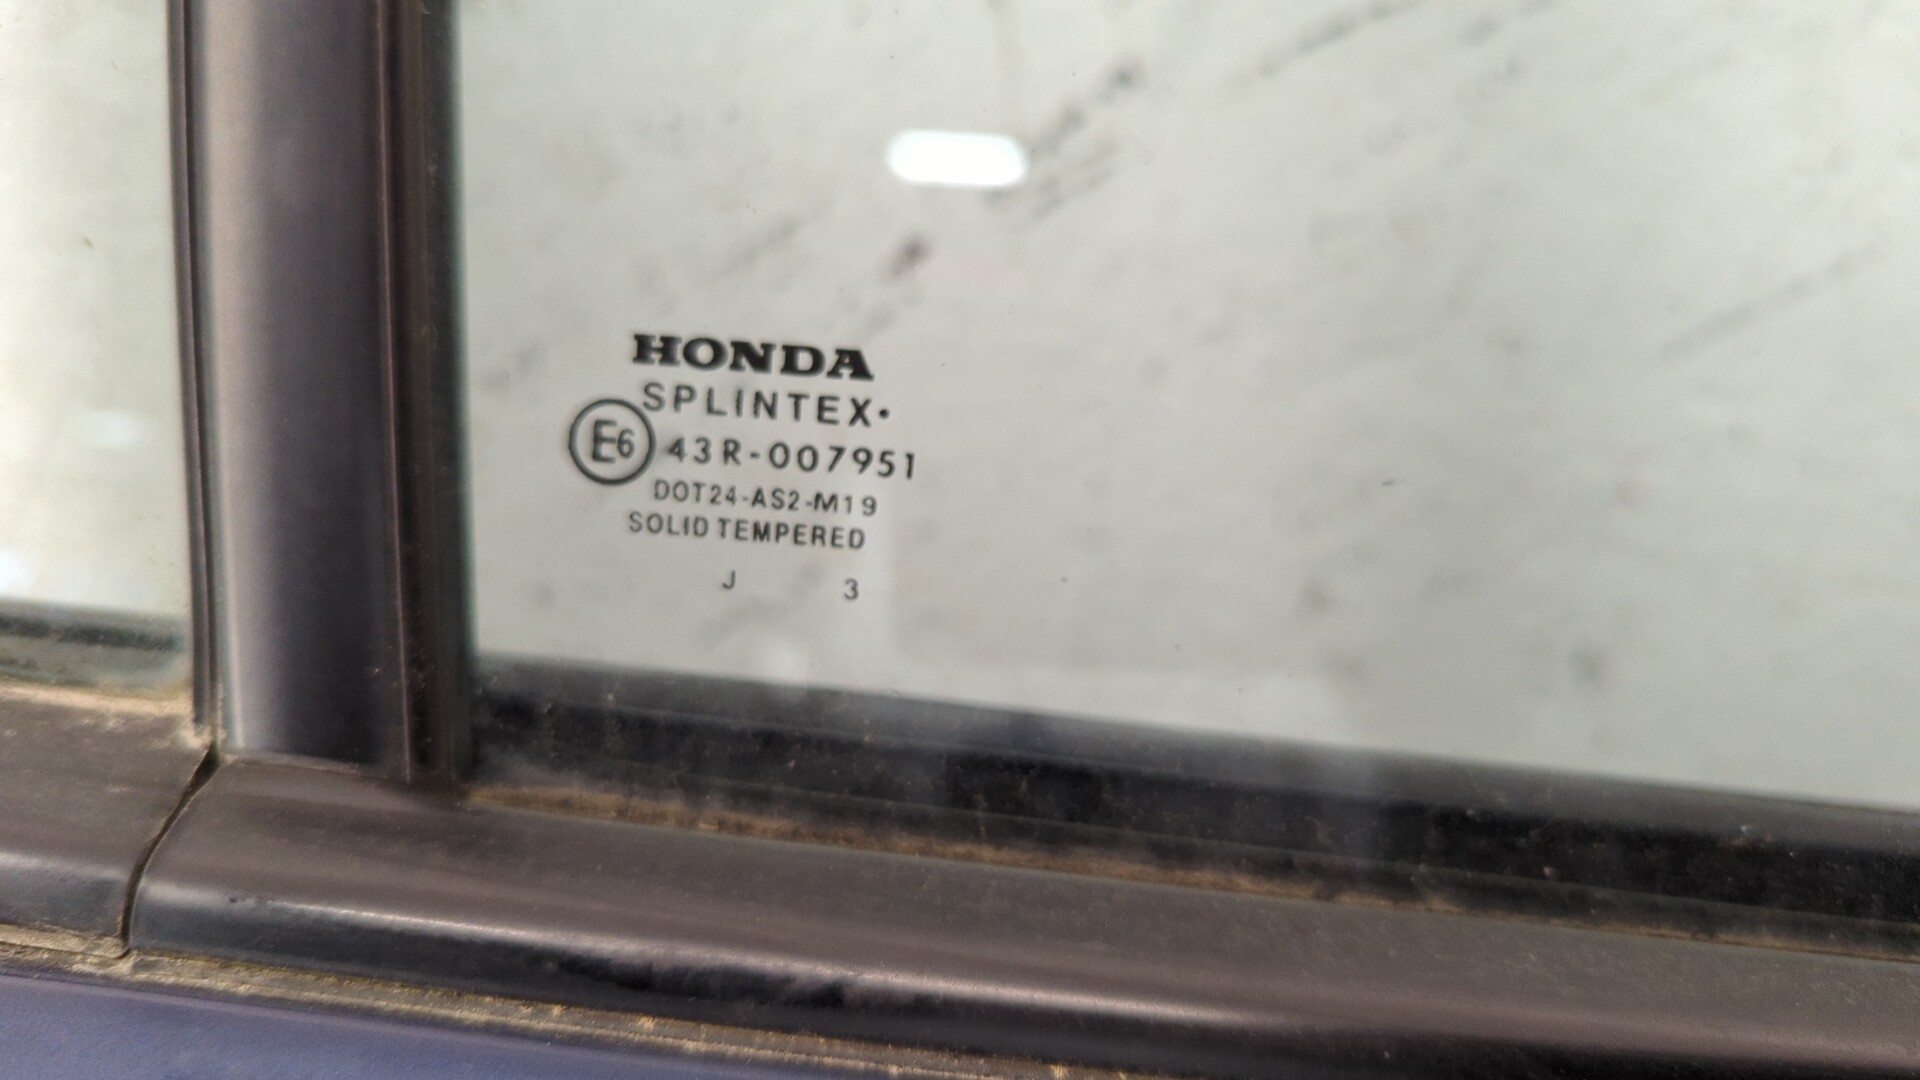 HONDA
SPLINTEX•
E6 43R-007951
DOT24-AS2-M19
SOLID TEMPERED
J 3